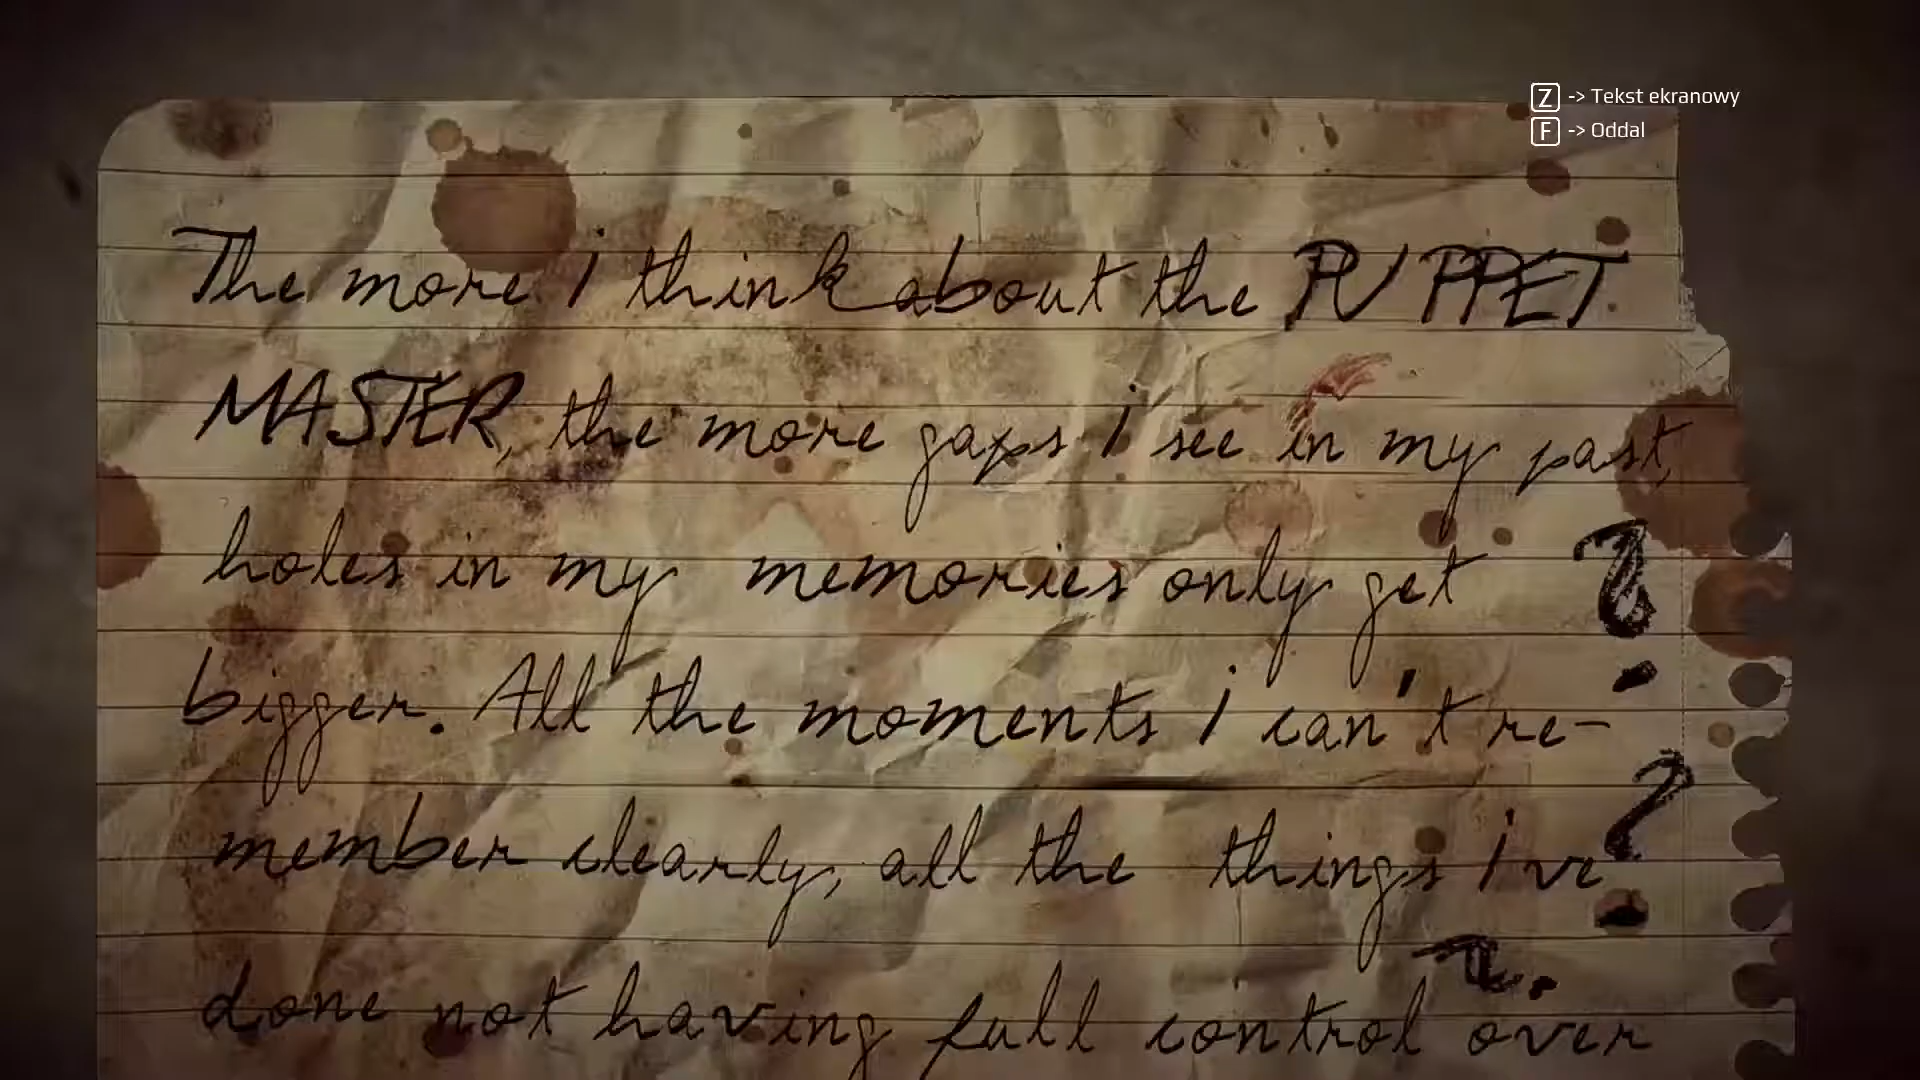 Z -> Tekst ekranowy
F -> Oddal
The more i think about the PUPPET
MASTER, the more gaps i see in my past,
holes in my memories only get ?
bigger. All the moments i can't re-
member clearly, all the things i've ?
done not having full control over